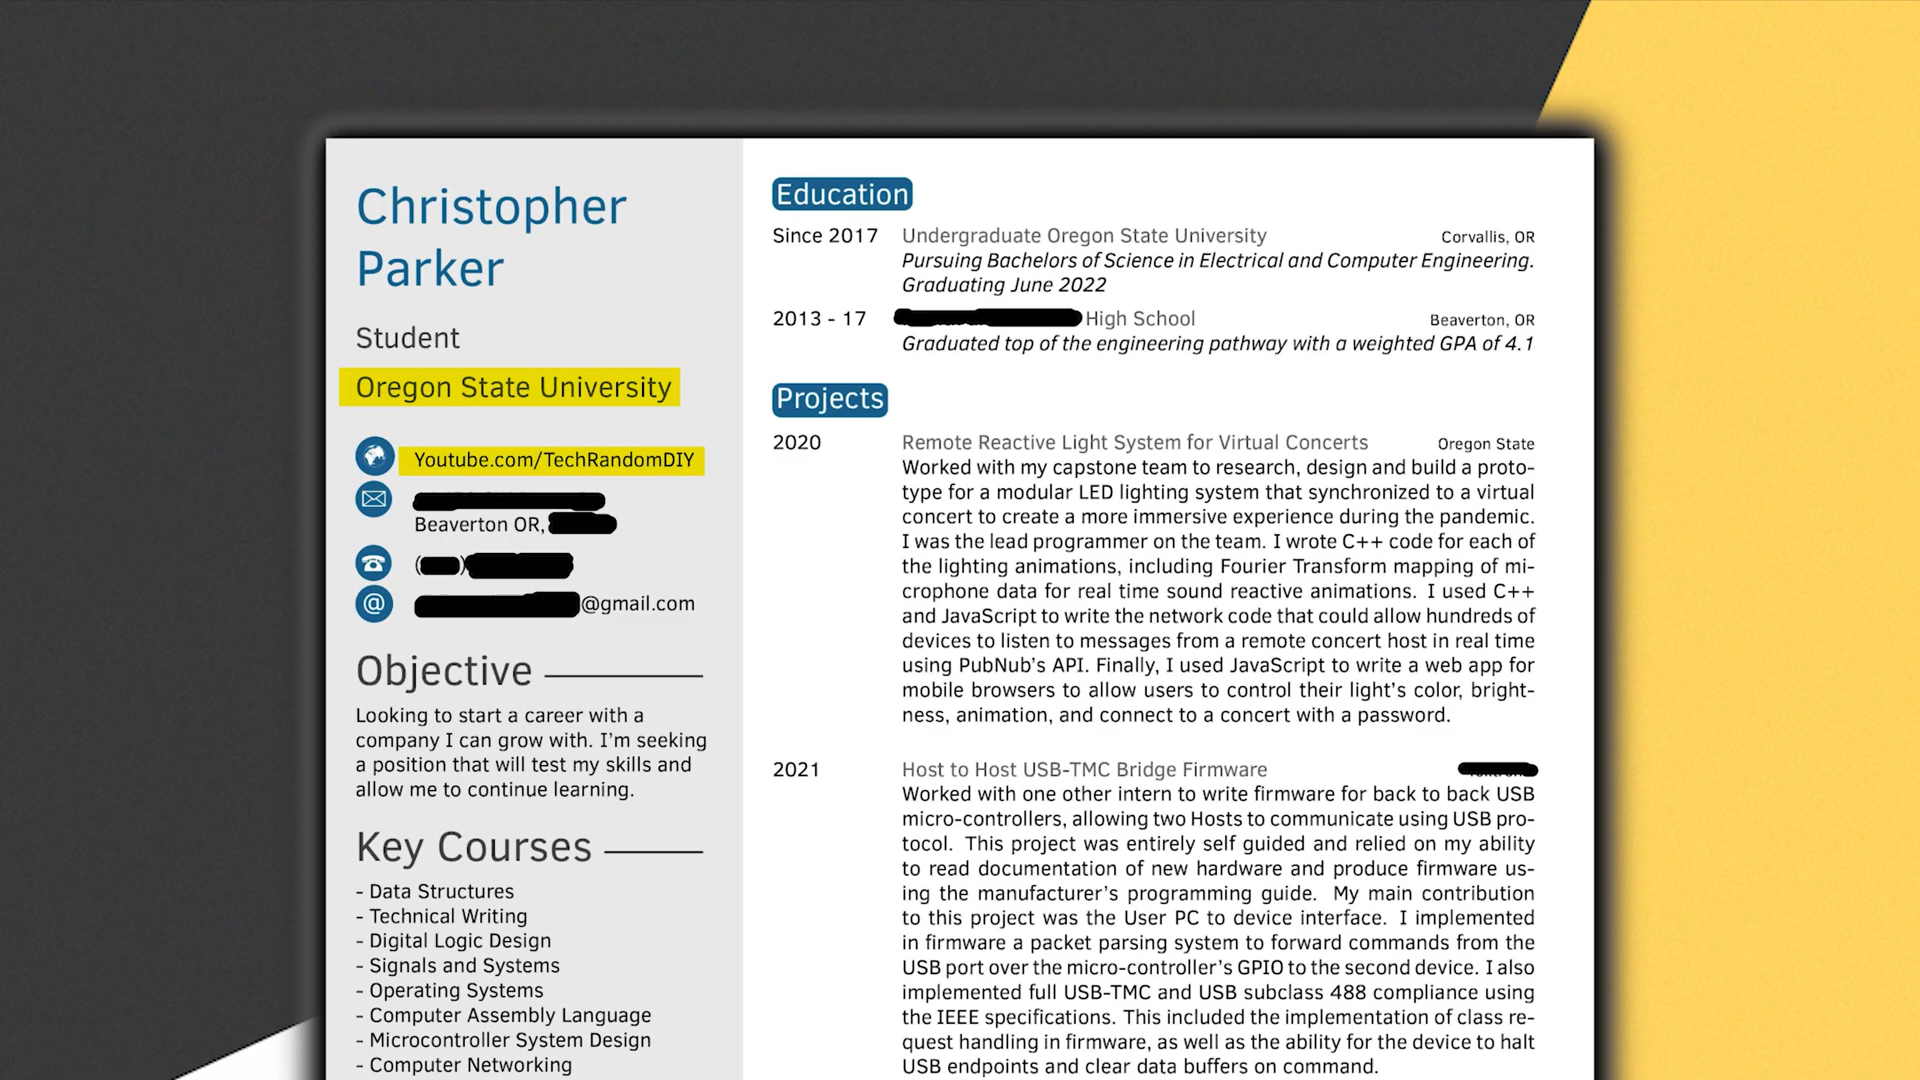 Christopher
Parker
Student
Oregon State University
Youtube.com/TechRandomDIY
Beaverton OR,
(   )
@gmail.com
Objective
Looking to start a career with a
company I can grow with. I'm seeking
a position that will test my skills and
allow me to continue learning.
Key Courses
- Data Structures
- Technical Writing
- Digital Logic Design
- Signals and Systems
- Operating Systems
- Computer Assembly Language
- Microcontroller System Design
- Computer Networking
Education
Since 2017 Undergraduate Oregon State University Corvallis, OR
Pursuing Bachelors of Science in Electrical and Computer Engineering.
Graduating June 2022
2013 - 17 High School Beaverton, OR
Graduated top of the engineering pathway with a weighted GPA of 4.1
Projects
2020 Remote Reactive Light System for Virtual Concerts Oregon State
Worked with my capstone team to research, design and build a proto-
type for a modular LED lighting system that synchronized to a virtual
concert to create a more immersive experience during the pandemic.
I was the lead programmer on the team. I wrote C++ code for each of
the lighting animations, including Fourier Transform mapping of mi-
crophone data for real time sound reactive animations. I used C++
and JavaScript to write the network code that could allow hundreds of
devices to listen to messages from a remote concert host in real time
using PubNub's API. Finally, I used JavaScript to write a web app for
mobile browsers to allow users to control their light's color, bright-
ness, animation, and connect to a concert with a password.
2021 Host to Host USB-TMC Bridge Firmware
Worked with one other intern to write firmware for back to back USB
micro-controllers, allowing two Hosts to communicate using USB pro-
tocol. This project was entirely self guided and relied on my ability
to read documentation of new hardware and produce firmware us-
ing the manufacturer's programming guide. My main contribution
to this project was the User PC to device interface. I implemented
in firmware a packet parsing system to forward commands from the
USB port over the micro-controller's GPIO to the second device. I also
implemented full USB-TMC and USB subclass 488 compliance using
the IEEE specifications. This included the implementation of class re-
quest handling in firmware, as well as the ability for the device to halt
USB endpoints and clear data buffers on command.